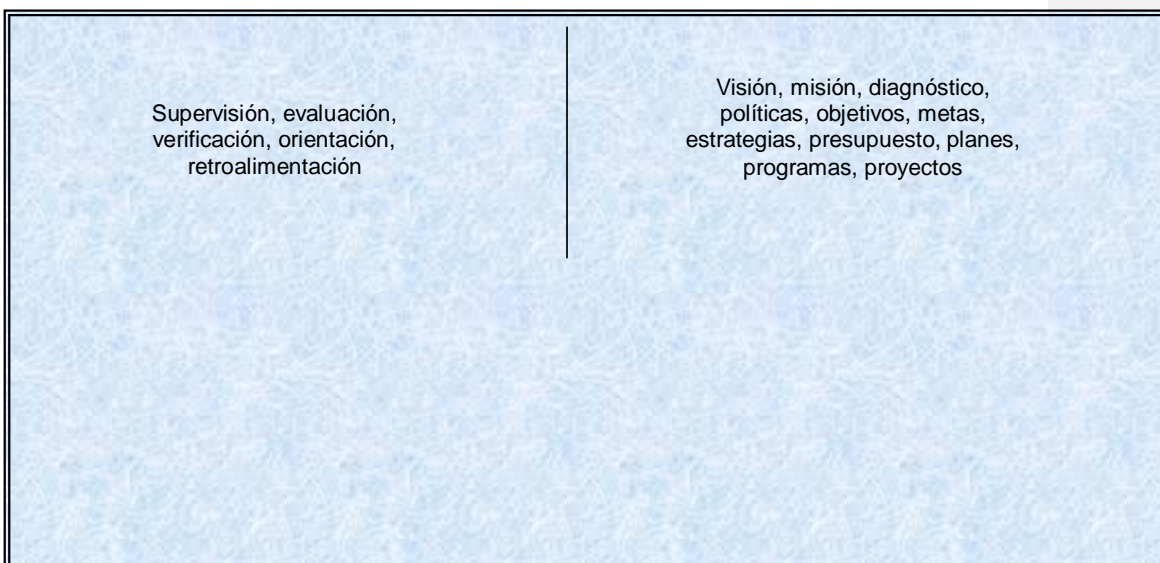 Supervisión, evaluación,
verificación, orientación,
retroalimentación
Visión, misión, diagnóstico,
políticas, objetivos, metas,
estrategias, presupuesto, planes,
programas, proyectos